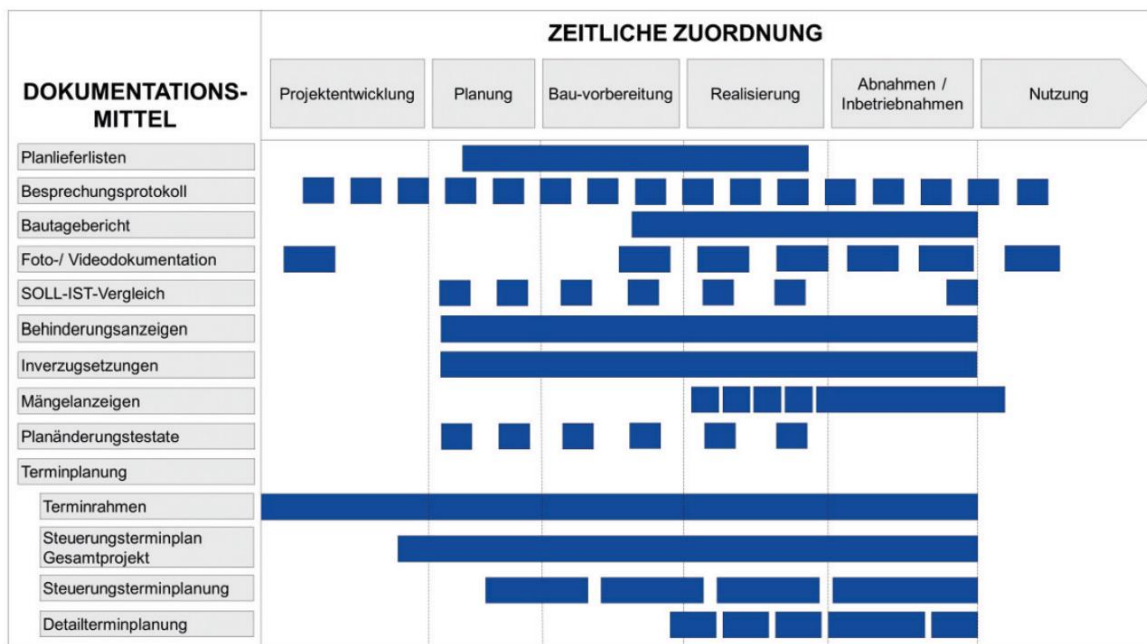 ZEITLICHE ZUORDNUNG
DOKUMENTATIONS-
MITTEL
Projektentwicklung
Planung
Bau-vorbereitung
Realisierung
Abnahmen /
Inbetriebnahmen
Nutzung
Planlieferlisten
Besprechungsprotokoll
Bautagebericht
Foto-/ Videodokumentation
SOLL-IST-Vergleich
Behinderungsanzeigen
Inverzugsetzungen
Mängelanzeigen
Planänderungstestate
Terminplanung
Terminrahmen
Steuerungsterminplan
Gesamtprojekt
Steuerungsterminplanung
Detailterminplanung